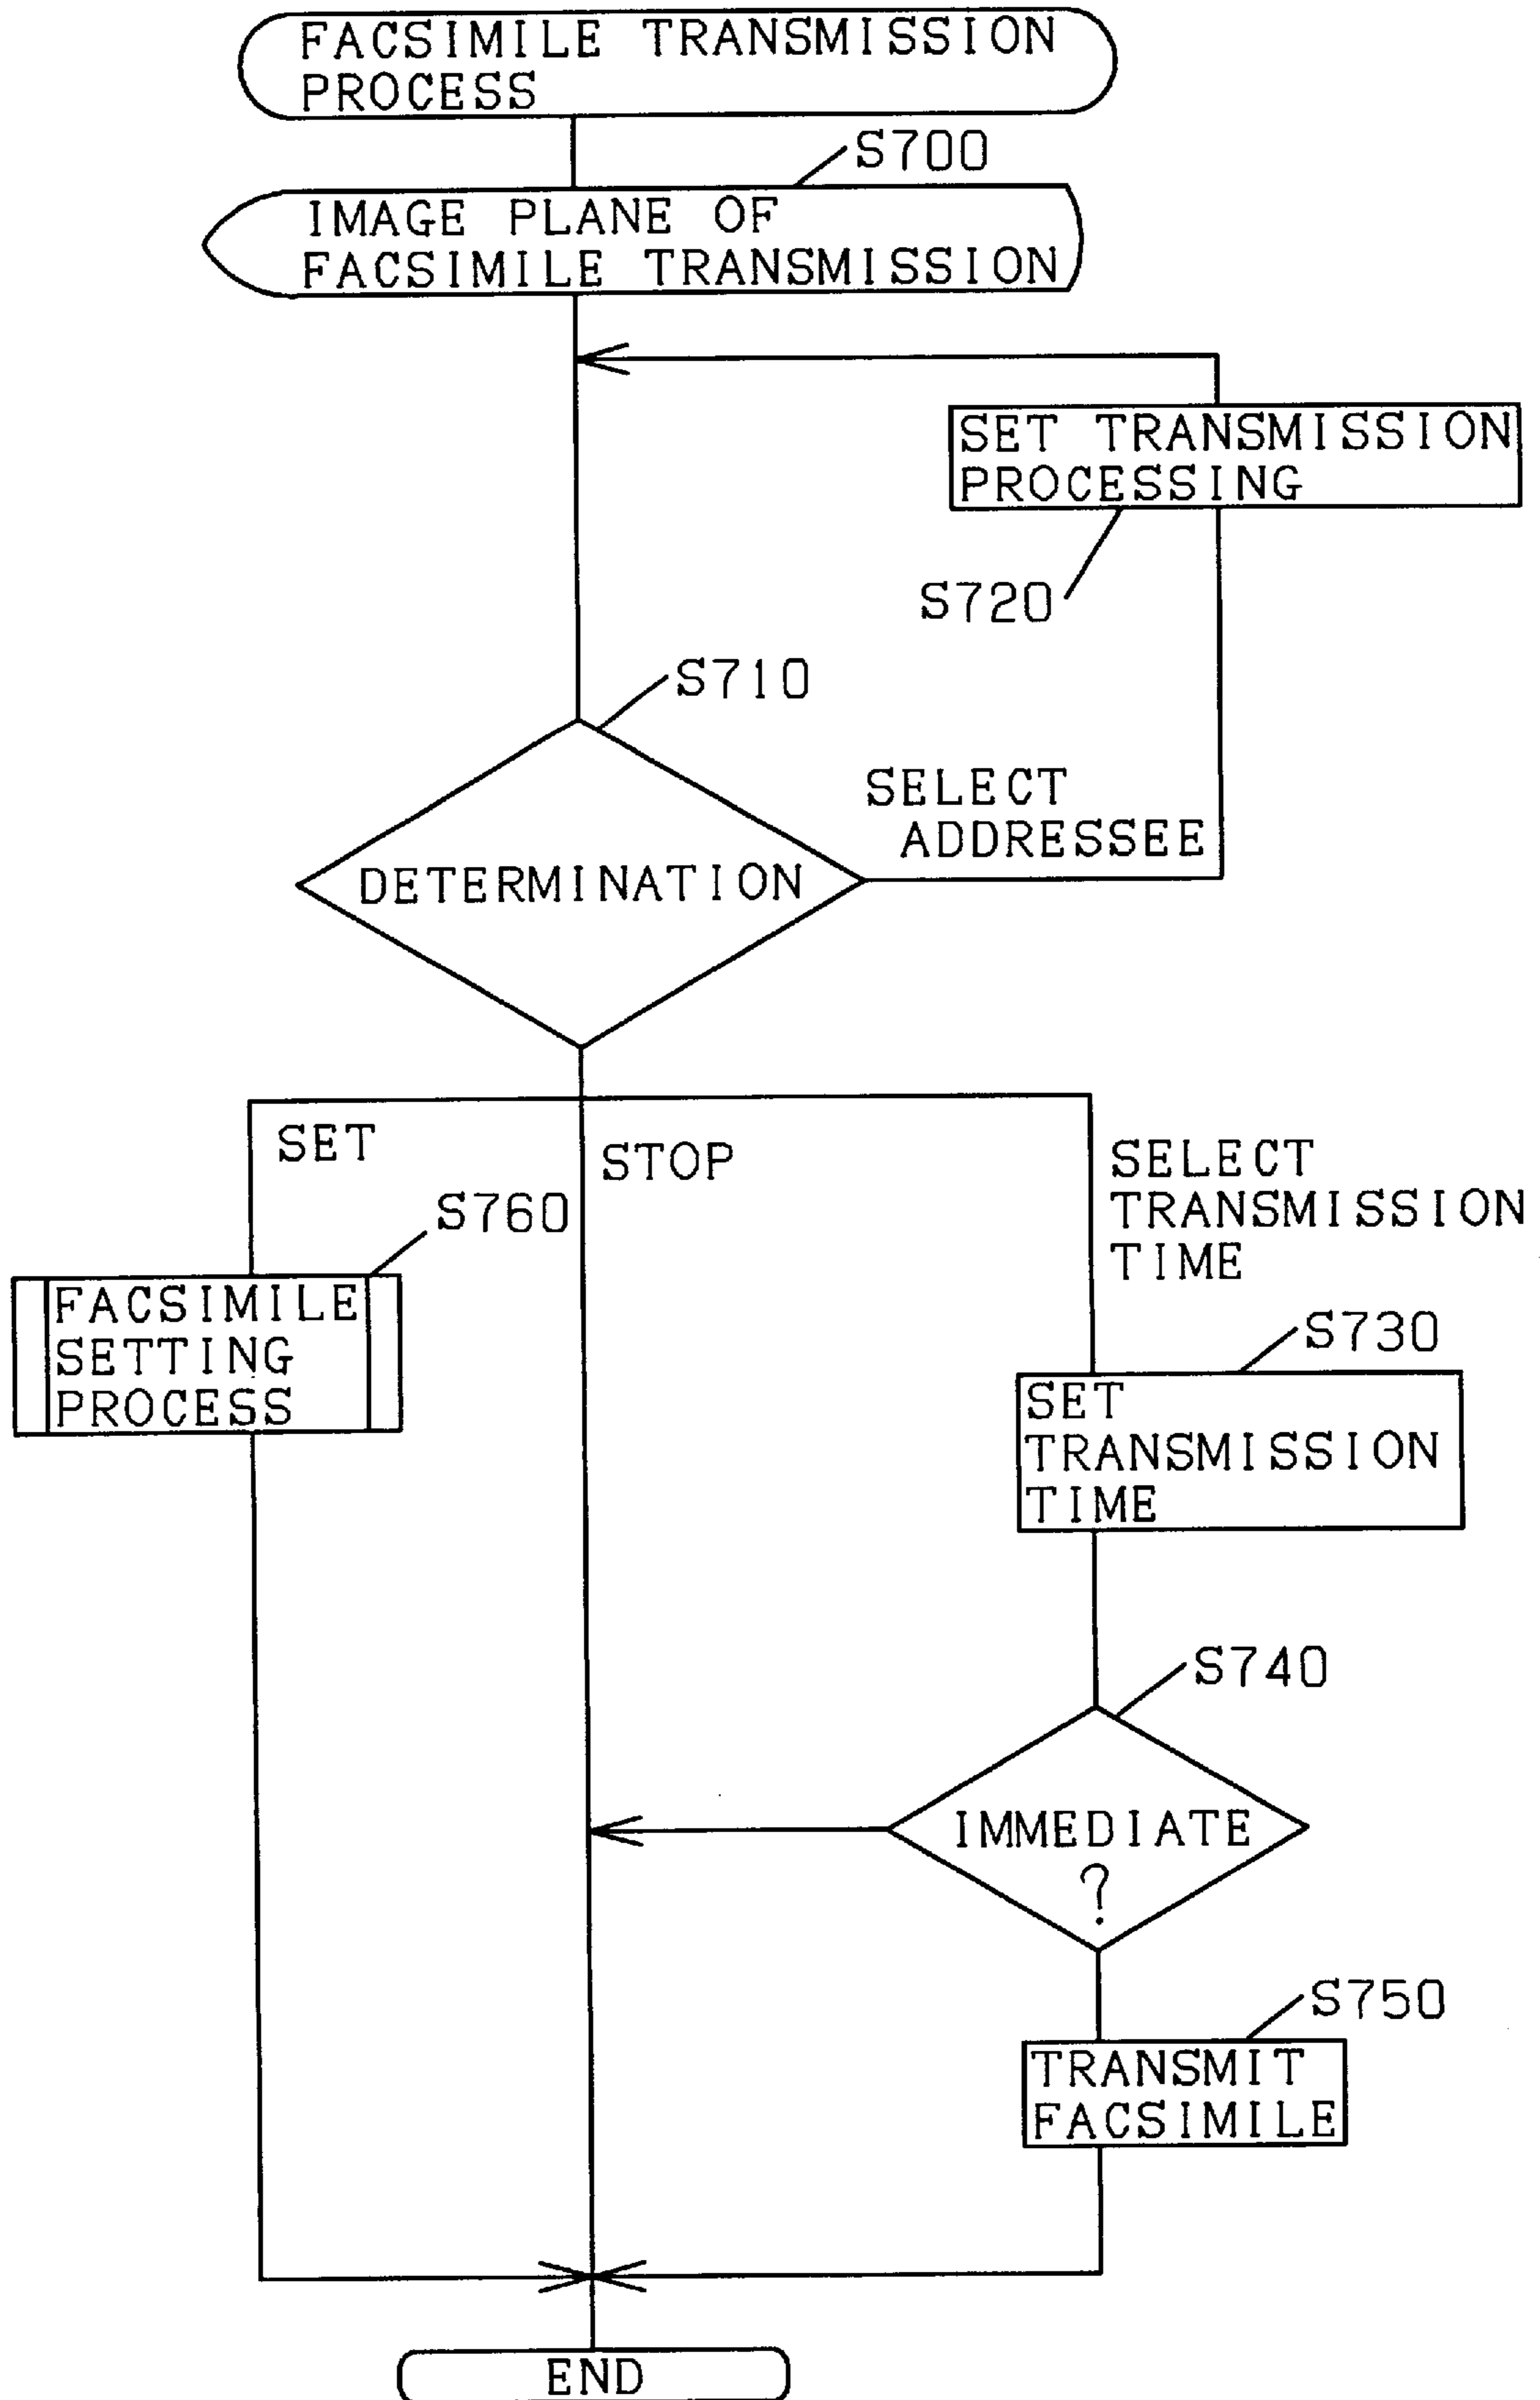 FACSIMILE TRANSMISSION
PROCESS
S700
IMAGE PLANE OF
FACSIMILE TRANSMISSION
SET TRANSMISSION
PROCESSING
S720
S710
SELECT
ADDRESSEE
DETERMINATION
SET
STOP
SELECT
TRANSMISSION
TIME
S760
FACSIMILE
SETTING
PROCESS
S730
SET
TRANSMISSION
TIME
S740
IMMEDIATE
?
S750
TRANSMIT
FACSIMILE
END